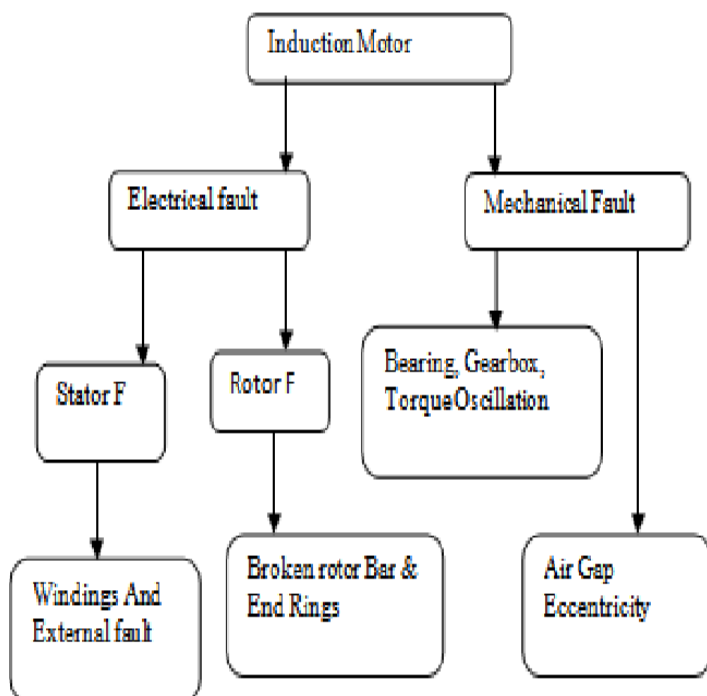 Induction Motor
Electrical fault
Mechanical Fault
Stator F
Rotor F
Bearing, Gearbox,
Torque Oscillation
Windings And
External fault
Broken rotor Bar &
End Rings
Air Gap
Eccentricity